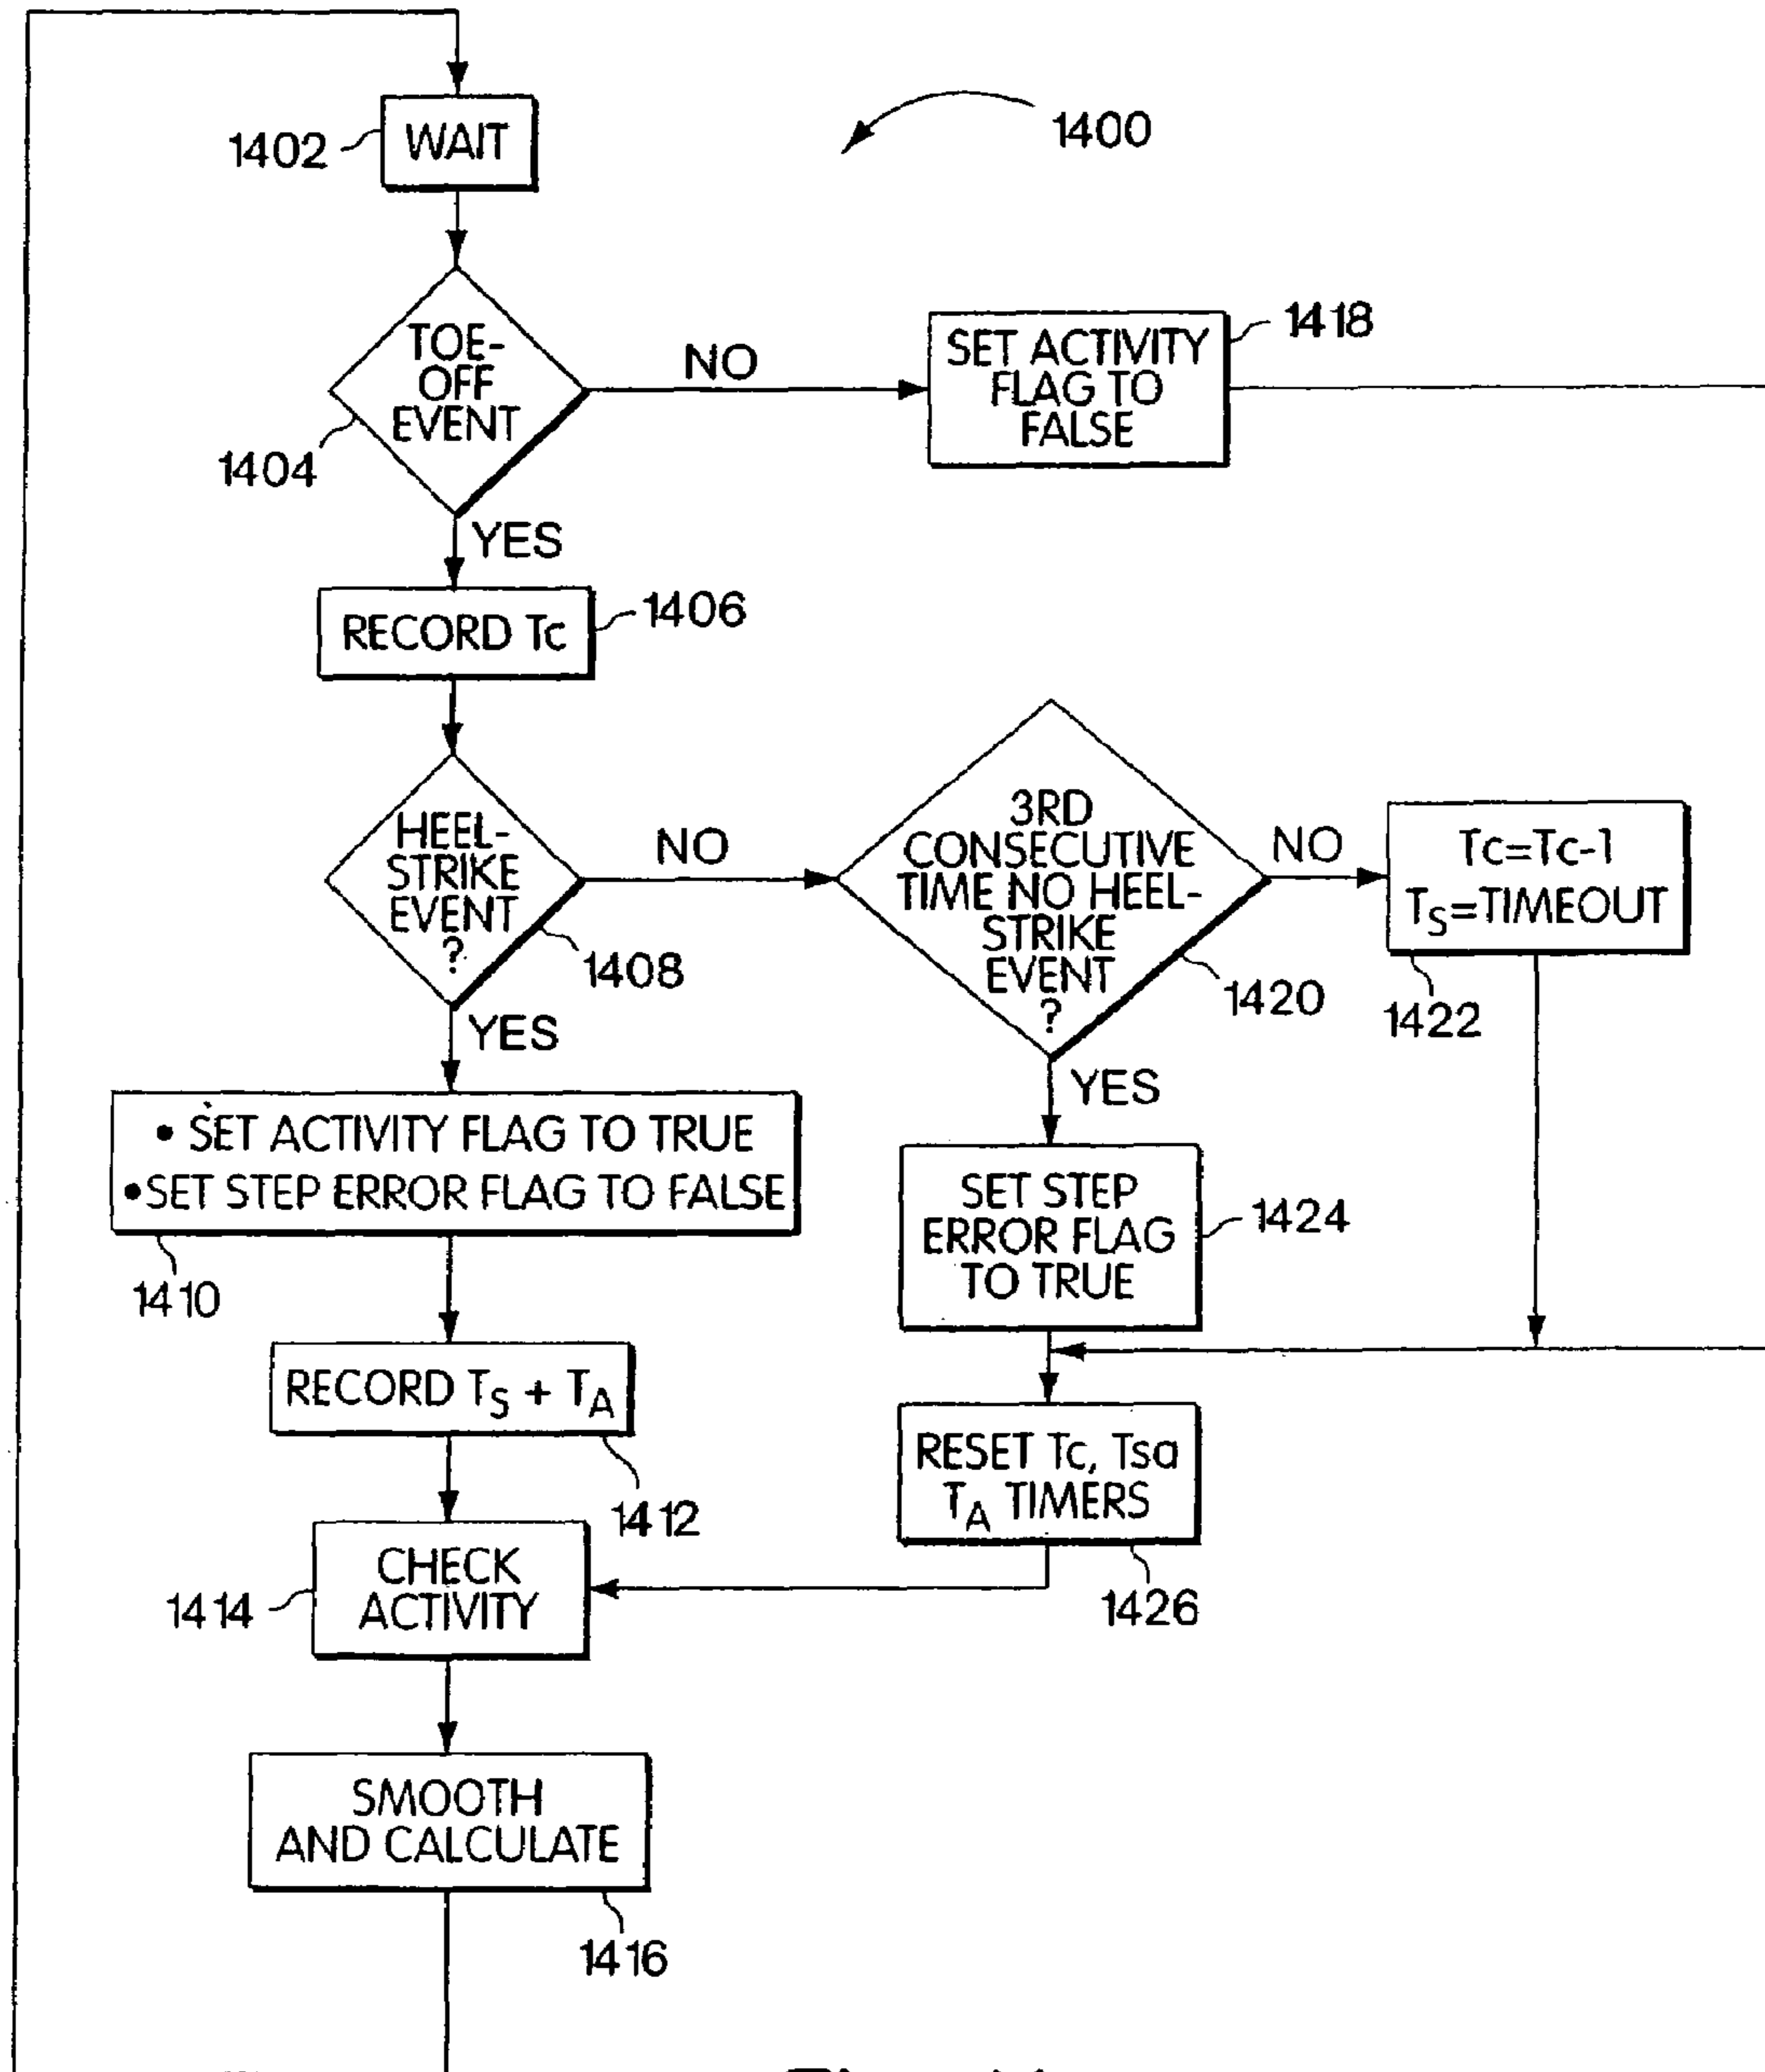 1400
1402
WAIT
TOE-
OFF
EVENT
1404
NO
SET ACTIVITY
FLAG TO
FALSE
1418
YES
RECORD Tc
1406
HEEL-
STRIKE
EVENT
?
1408
NO
3RD
CONSECUTIVE
TIME NO HEEL-
STRIKE
EVENT
?
1420
NO
Tc=Tc-1
TS=TIMEOUT
1422
YES
• SET ACTIVITY FLAG TO TRUE
•SET STEP ERROR FLAG TO FALSE
1410
YES
SET STEP
ERROR FLAG
TO TRUE
1424
RECORD TS + TA
1412
RESET Tc, Tsa
TA TIMERS
1426
CHECK
ACTIVITY
1414
SMOOTH
AND CALCULATE
1416